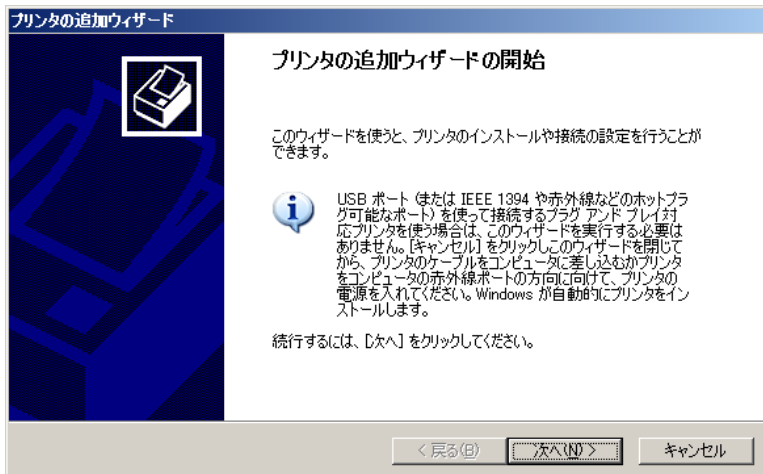 プリンタの追加ウィザード
プリンタの追加ウィザードの開始
このウィザードを使うと、プリンタのインストールや接続の設定を行うことが
できます。
USB ポート (または IEEE 1394 や赤外線などのホットプラ
グ可能なポート) を使って接続するプラグ アンド プレイ対
応プリンタを使う場合は、このウィザードを実行する必要は
ありません。[キャンセル] をクリックしこのウィザードを閉じて
から、プリンタのケーブルをコンピュータに差し込むかプリンタ
をコンピュータの赤外線ポートの方向に向けて、プリンタの
電源を入れてください。Windows が自動的にプリンタをイン
ストールします。
続行するには、[次へ] をクリックしてください。
< 戻る(B)
次へ(N) >
キャンセル